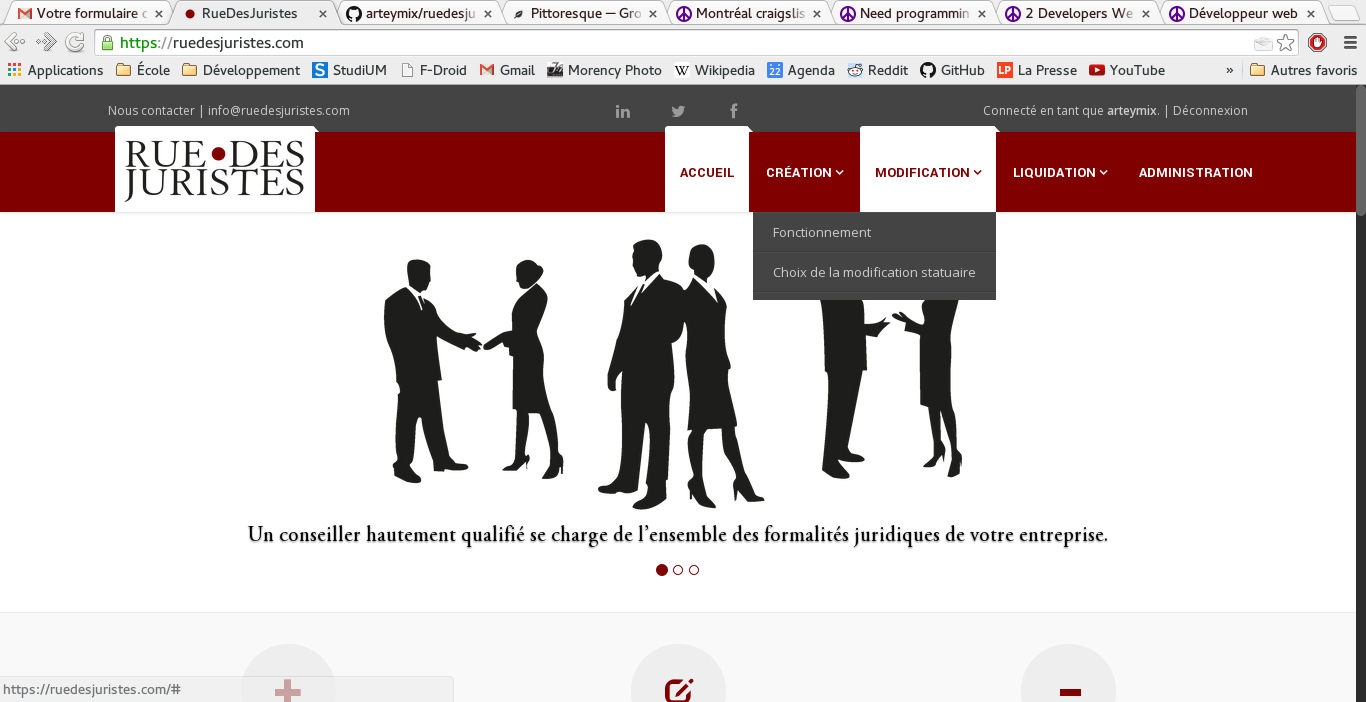 Votre formulaire c
RueDesJuristes
arteymix/ruedesju
Pittoresque — Gro
Montréal craigslis
Need programmin
2 Developers We
Développeur web
https://ruedesjuristes.com
Applications
École
Développement
StudiUM
F-Droid
Gmail
Morency Photo
Wikipedia
Agenda
Reddit
GitHub
La Presse
YouTube
»
Autres favoris
Nous contacter | info@ruedesjuristes.com
Connecté en tant que arteymix. | Déconnexion
RUE•DES
JURISTES
ACCUEIL
CRÉATION
MODIFICATION
LIQUIDATION
ADMINISTRATION
Fonctionnement
Choix de la modification statuaire
Un conseiller hautement qualifié se charge de l’ensemble des formalités juridiques de votre entreprise.
https://ruedesjuristes.com/#